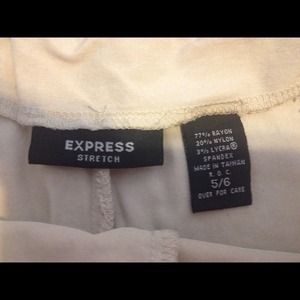 EXPRESS
STRETCH
77% RAYON
20% NYLON
3% LYCRA®
SPANDEX
MADE IN TAIWAN
R. O. C.
5/6
OVER FOR CARE